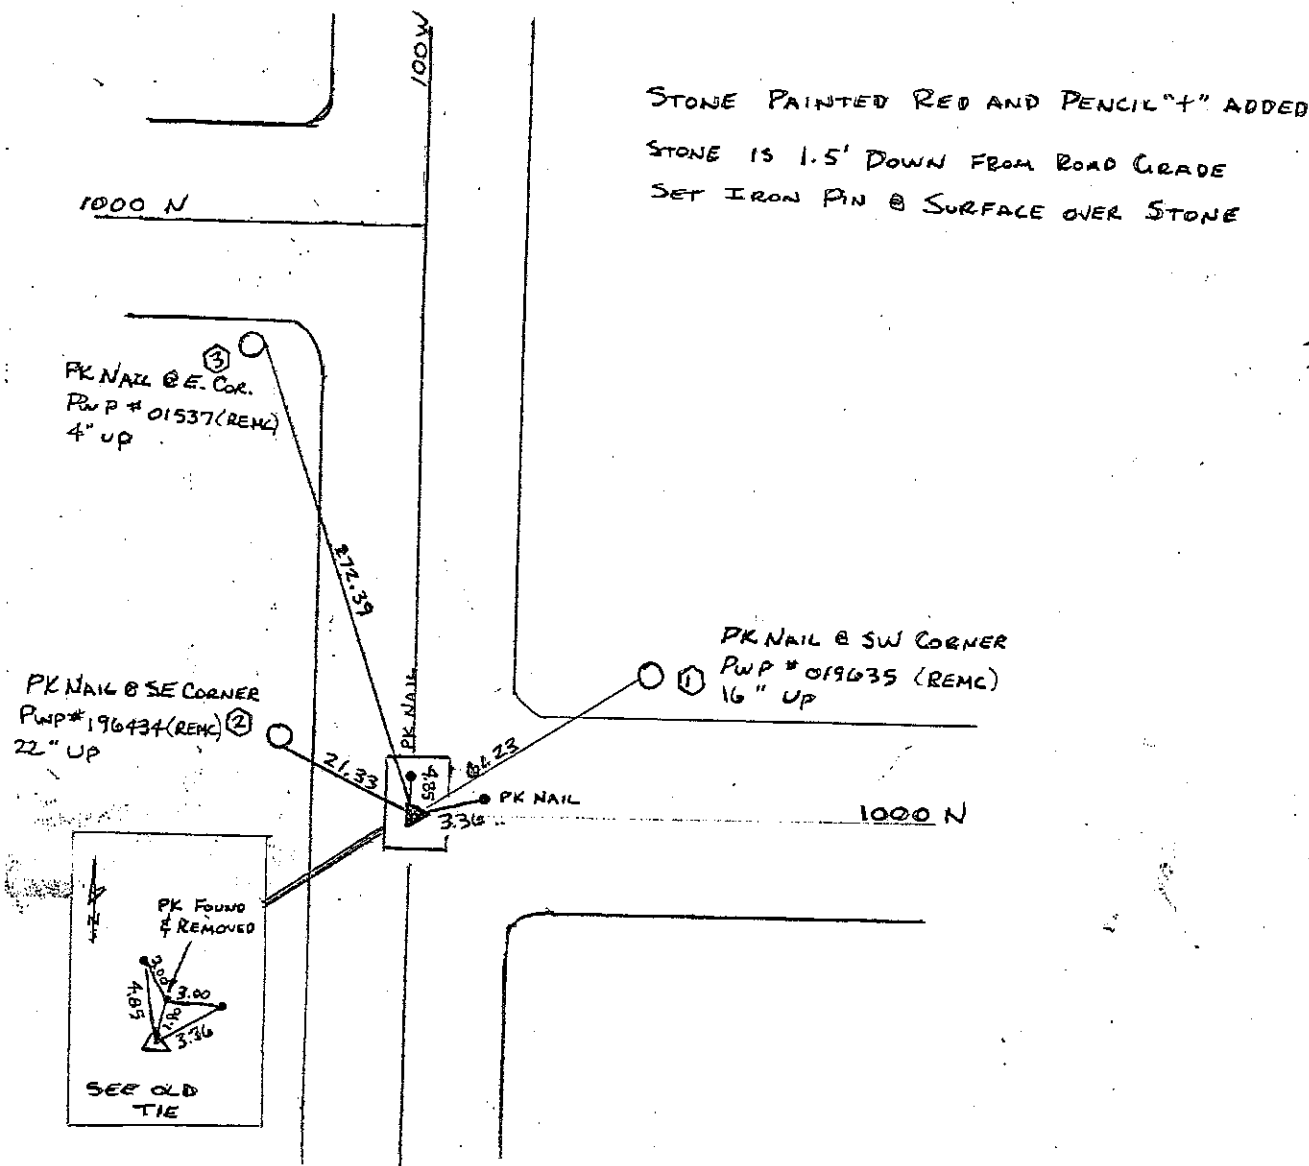 100W
STONE PAINTED RED AND PENCIL "+" ADDED
STONE IS 1.5' DOWN FROM ROAD GRADE
SET IRON PIN @ SURFACE OVER STONE
1000 N
3
PK NAIL @ E. COR.
PWP # 01537 (REMC)
4" UP
272.39
PK NAIL @ SW CORNER
1 PWP # 019635 (REMC)
16" UP
PK NAIL @ SE CORNER
PWP # 196434 (REMC) 2
22" UP
PK NAIL
21.33
4.85
PK NAIL
3.36
1000 N
N
PK FOUND
& REMOVED
3.00
3.00
4.85
3.36
SEE OLD
TIE